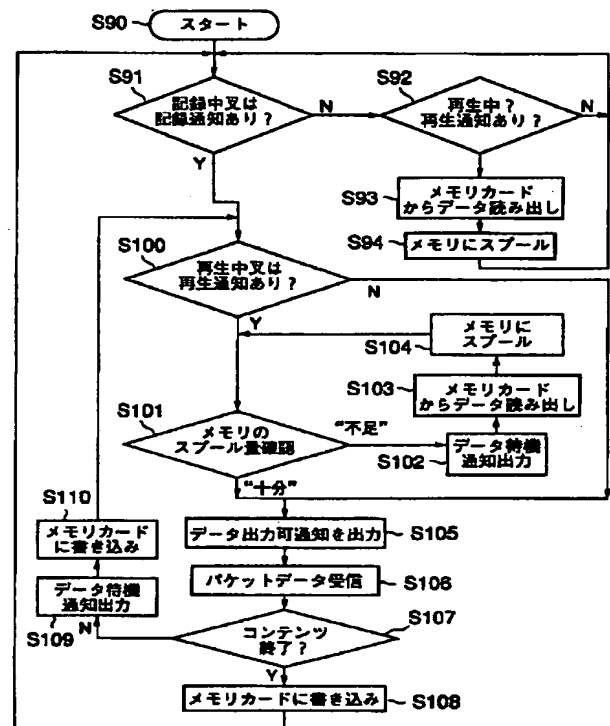 S90
スタート
S91
記録中又は
記録通知あり?
N
Y
S92
再生中?
再生通知あり?
N
S93
メモリカード
からデータ読み出し
S94
メモリにスプール
S100
再生中又は
再生通知あり?
N
Y
メモリに
スプール
S104
S103
メモリカード
からデータ読み出し
S101
メモリの
スプール量確認
“不足”
S102
データ待機
通知出力
“十分”
S110
メモリカード
に書き込み
データ出力可通知を出力
S105
パケットデータ受信
S106
データ待機
通知出力
S109
N
S107
コンテンツ
終了?
Y
メモリカードに書き込み
S108